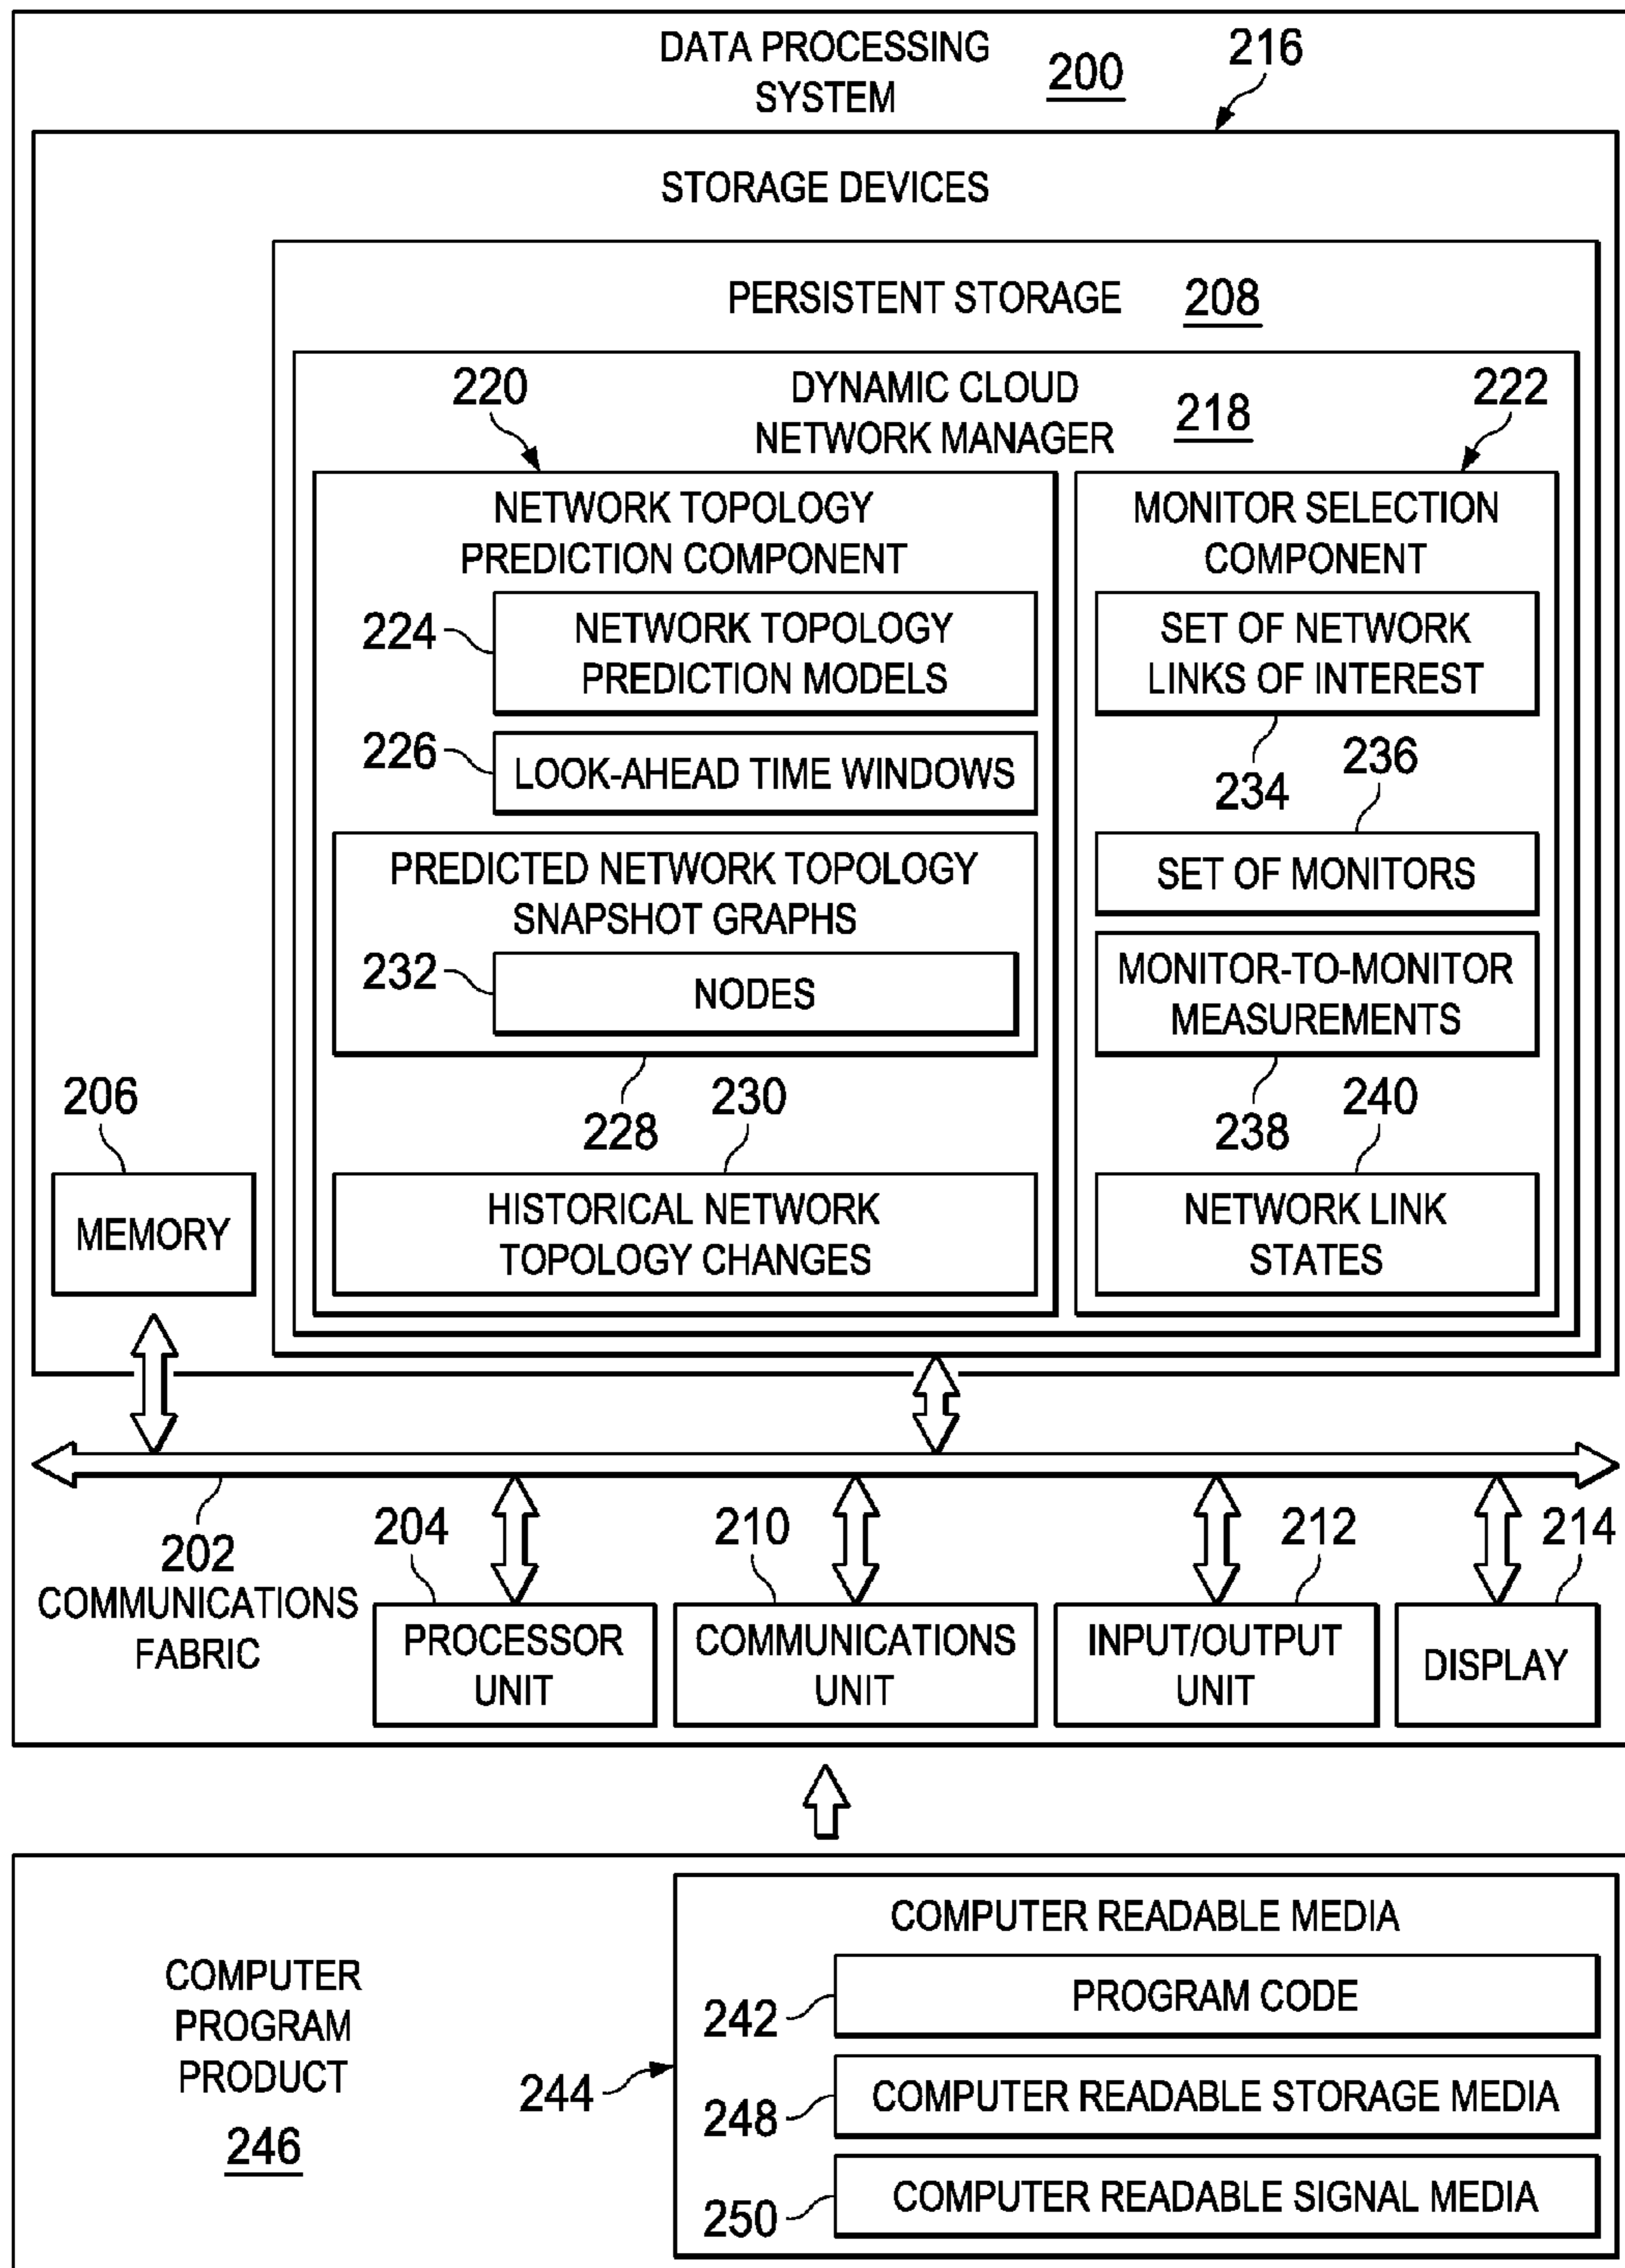 DATA PROCESSING
SYSTEM
200
216
STORAGE DEVICES
PERSISTENT STORAGE
208
DYNAMIC CLOUD
NETWORK MANAGER
218
220
222
NETWORK TOPOLOGY
PREDICTION COMPONENT
224
NETWORK TOPOLOGY
PREDICTION MODELS
226
LOOK-AHEAD TIME WINDOWS
PREDICTED NETWORK TOPOLOGY
SNAPSHOT GRAPHS
232
NODES
228
230
HISTORICAL NETWORK
TOPOLOGY CHANGES
MONITOR SELECTION
COMPONENT
SET OF NETWORK
LINKS OF INTEREST
234
236
SET OF MONITORS
MONITOR-TO-MONITOR
MEASUREMENTS
238
240
NETWORK LINK
STATES
206
MEMORY
202
COMMUNICATIONS
FABRIC
204
PROCESSOR
UNIT
210
COMMUNICATIONS
UNIT
212
INPUT/OUTPUT
UNIT
214
DISPLAY
COMPUTER
PROGRAM
PRODUCT
246
244
COMPUTER READABLE MEDIA
242
PROGRAM CODE
248
COMPUTER READABLE STORAGE MEDIA
250
COMPUTER READABLE SIGNAL MEDIA